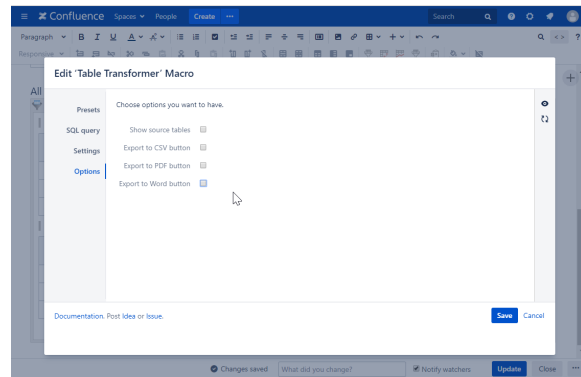 Confluence Spaces People Create ··· Search
Paragraph B I U A
Responsive
Edit 'Table Transformer' Macro
All
Presets
Choose options you want to have.
SQL query
Show source tables
Settings
Export to CSV button
Options
Export to PDF button
Export to Word button
Documentation. Post Idea or Issue.
Save Cancel
Changes saved What did you change? Notify watchers Update Close ···